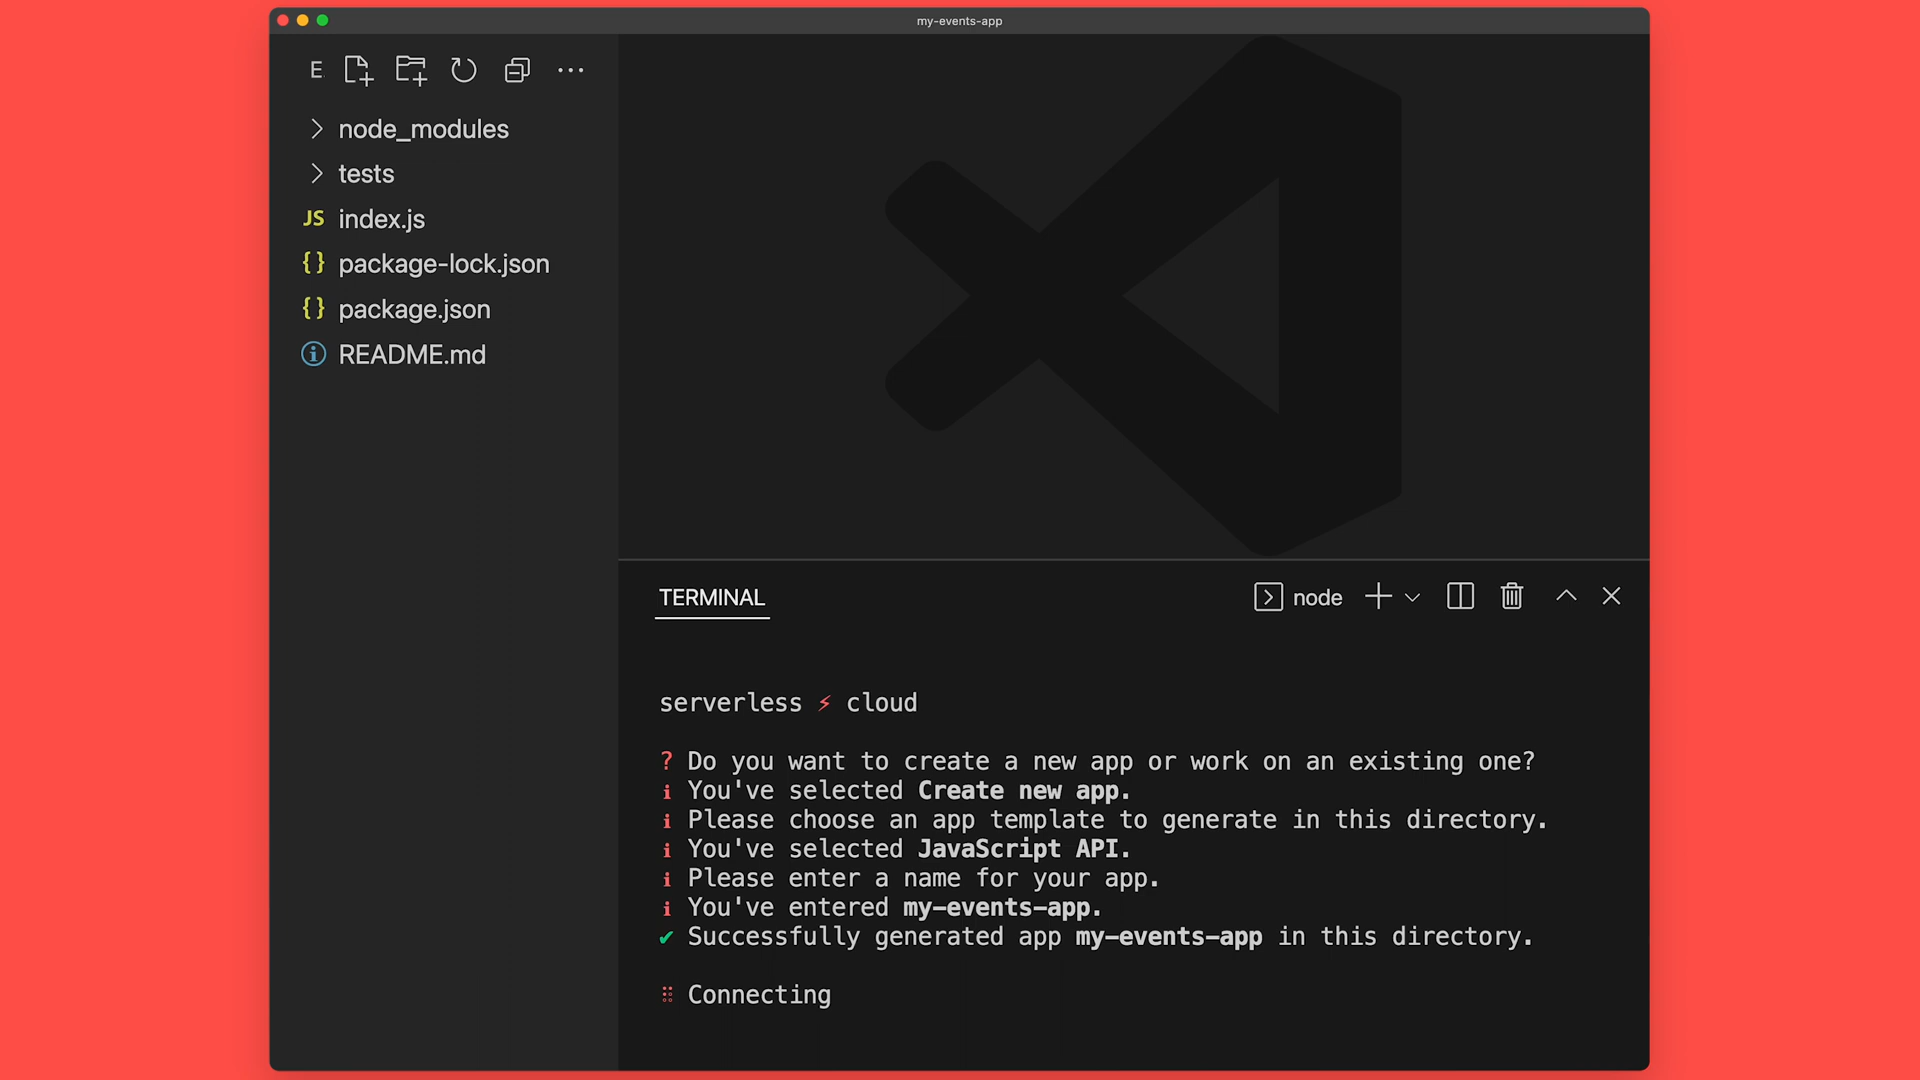 my-events-app
E
node_modules
tests
JS index.js
{} package-lock.json
{} package.json
README.md
TERMINAL
node
serverless ⚡ cloud
? Do you want to create a new app or work on an existing one?
i You've selected Create new app.
i Please choose an app template to generate in this directory.
i You've selected JavaScript API.
i Please enter a name for your app.
i You've entered my-events-app.
✔ Successfully generated app my-events-app in this directory.
⠿ Connecting